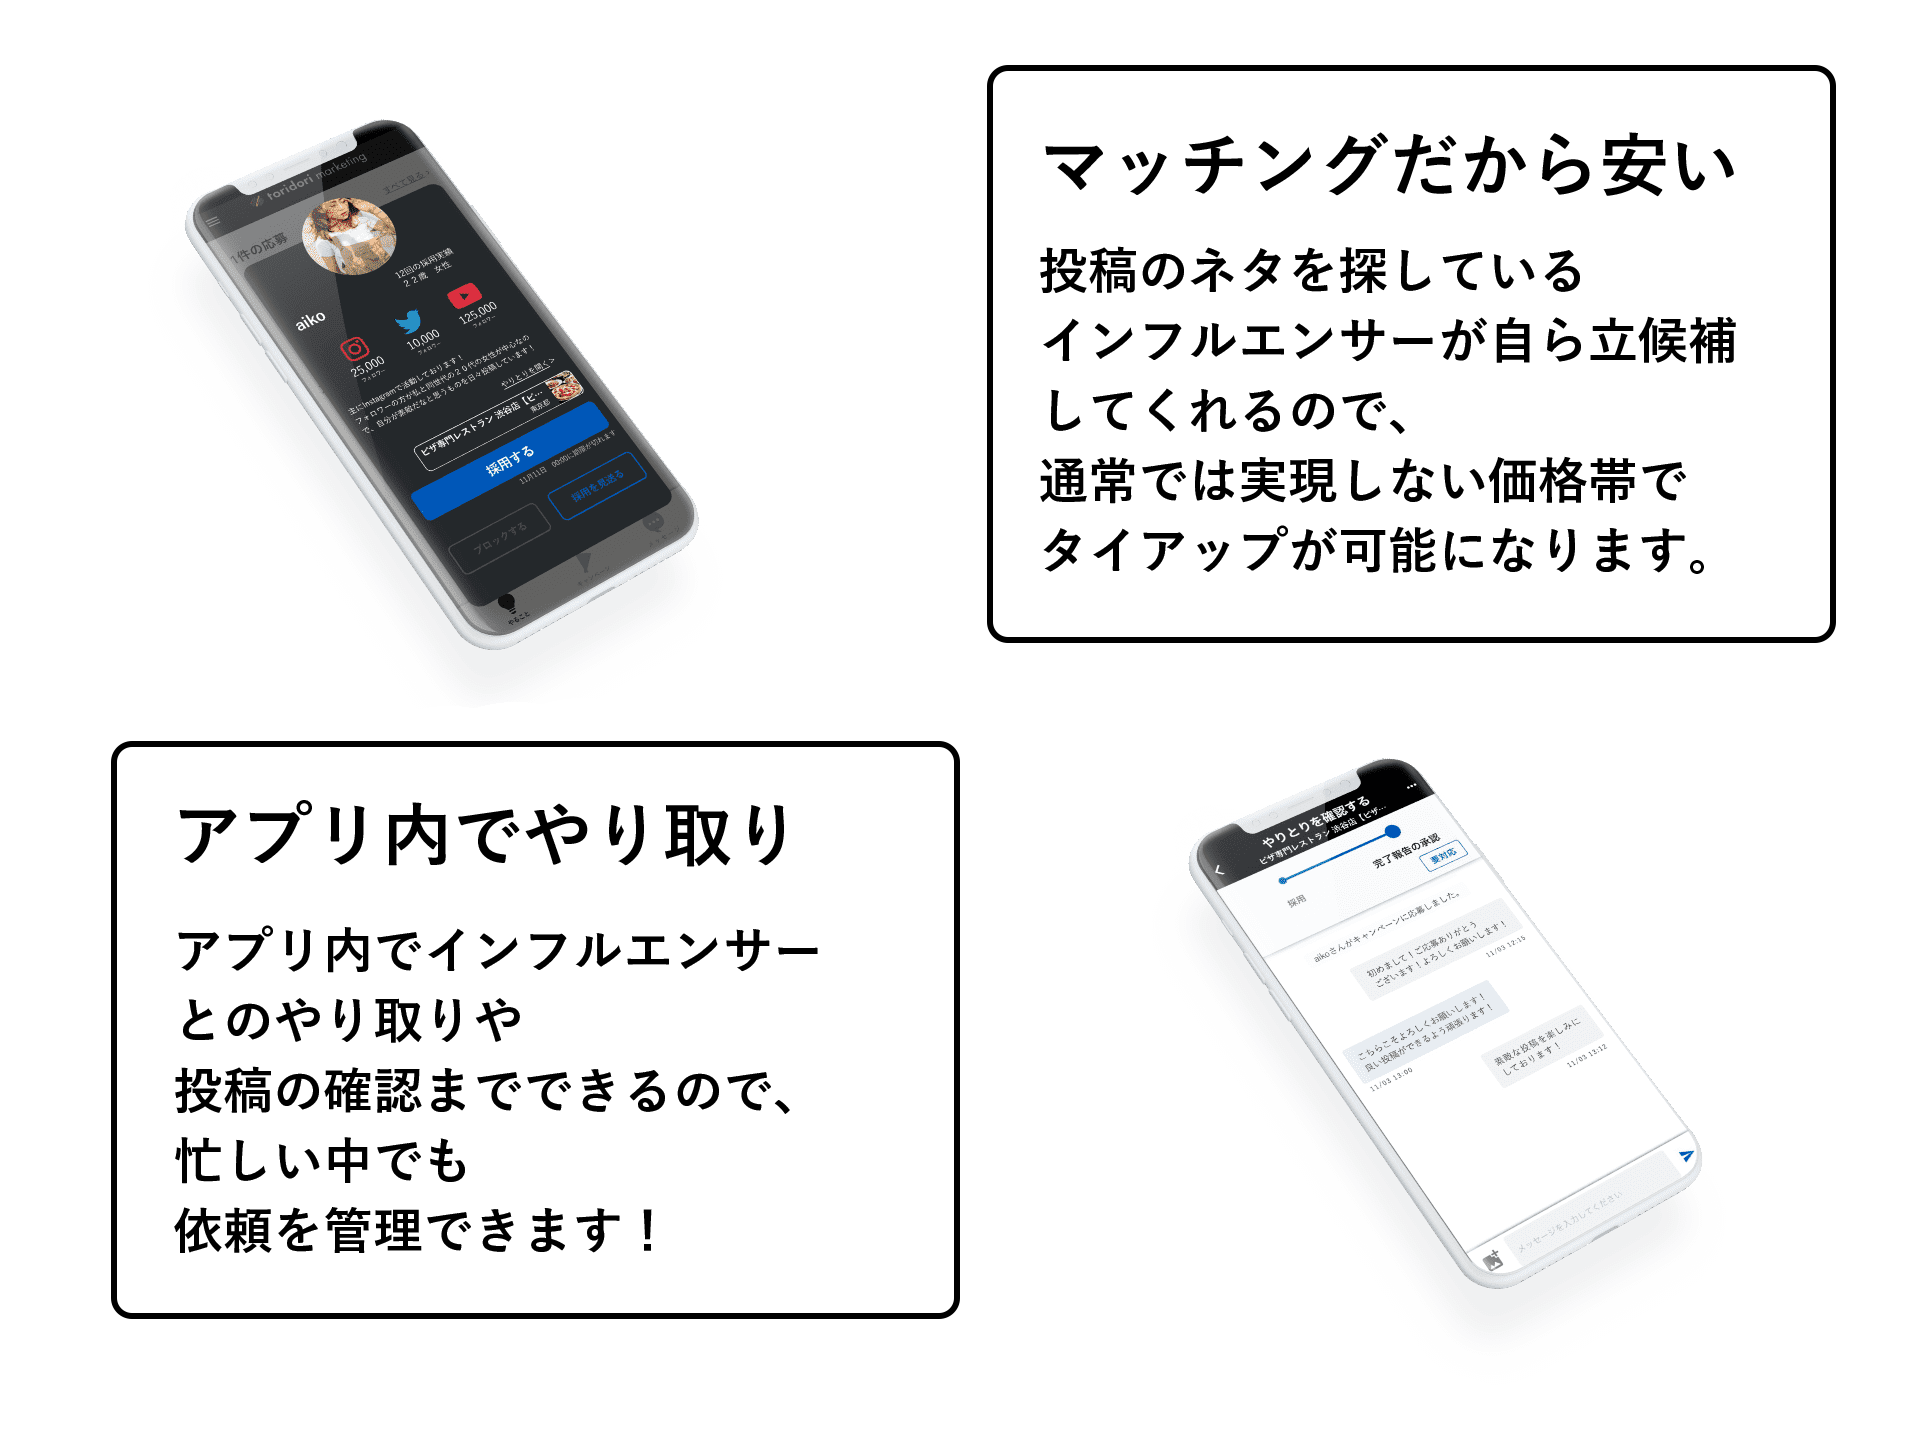 toridori marketing
すべて見る
1件の応募
12回の採用実績
22歳 女性
aiko
25,000
フォロワー
10,000
フォロワー
125,000
フォロワー
主にInstagramで活動しております！
フォロワーの方が私と同世代の20代の女性が中心なの
で、自分が素敵だなと思うものを日々投稿しています！
やりとりを開く >
ピザ専門レストラン 渋谷店【ピ…
東京都
採用する
11月11日 00:00に期限が切れます
ブロックする
採用を見送る
やること
マッチングだから安い
投稿のネタを探している
インフルエンサーが自ら立候補
してくれるので、
通常では実現しない価格帯で
タイアップが可能になります。
アプリ内でやり取り
アプリ内でインフルエンサー
とのやり取りや
投稿の確認までできるので、
忙しい中でも
依頼を管理できます！
やりとりを確認する
ピザ専門レストラン 渋谷店【ピザ…
採用
完了報告の承認
要対応
aikoさんがキャンペーンに応募しました。
初めまして！ご応募ありがとう
ございます！よろしくお願いします！
11/03 12:15
こちらこそよろしくお願いします！
良い投稿ができるよう頑張ります！
11/03 13:00
素敵な投稿を楽しみに
しております！
11/03 13:12
メッセージを入力してください